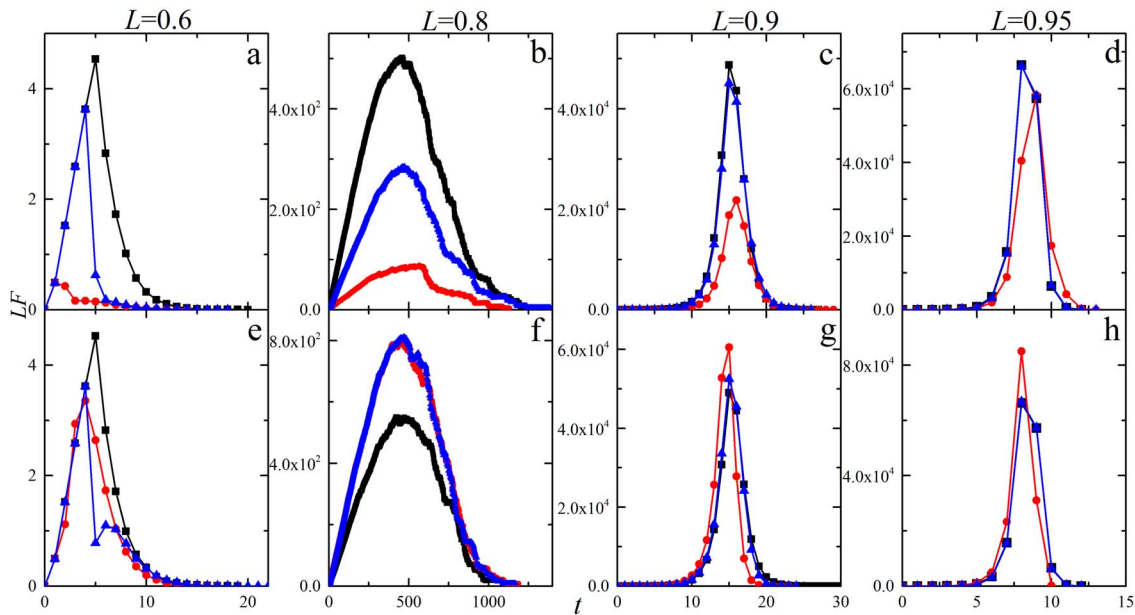 L=0.6 L=0.8 L=0.9 L=0.95
a b c d
4 4.0x10² 4.0x10⁴ 6.0x10⁴
2 2.0x10² 2.0x10⁴ 4.0x10⁴
2.0x10⁴
0 0.0 0.0 0.0
LF
e f g h
4 8.0x10² 6.0x10⁴ 8.0x10⁴
2 4.0x10² 4.0x10⁴ 4.0x10⁴
2.0x10⁴
0 0.0 0.0 0.0
0 10 20 0 500 1000 0 10 20 30 0 5 10 15
t